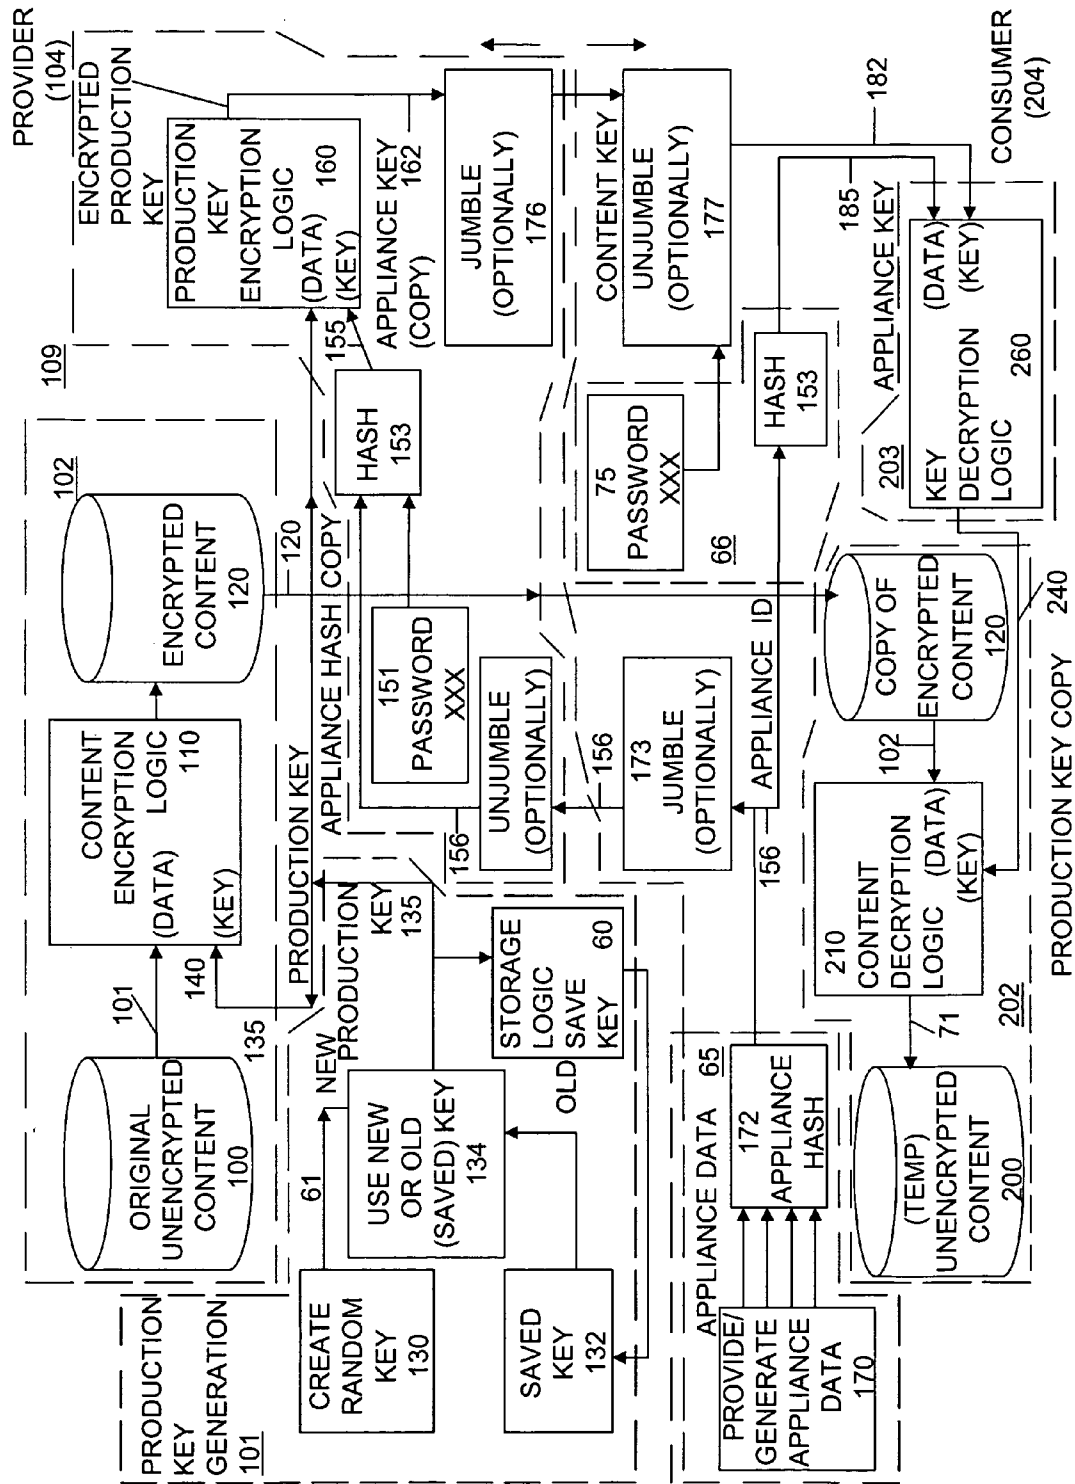 PROVIDER
(104)
ENCRYPTED
PRODUCTION
KEY
PRODUCTION
KEY
ENCRYPTION
LOGIC
160
(DATA)
(KEY)
155
APPLIANCE KEY
162
(COPY)
JUMBLE
(OPTIONALLY)
176
CONTENT KEY
UNJUMBLE
(OPTIONALLY)
177
182
185
CONSUMER
(204)
109
102
ENCRYPTED
CONTENT
120
120
HASH
153
APPLIANCE HASH COPY
151
PASSWORD
XXX
75
PASSWORD
XXX
66
HASH
153
APPLIANCE KEY
203
(DATA)
(KEY)
KEY
DECRYPTION
LOGIC
260
240
CONTENT
ENCRYPTION
LOGIC
110
(DATA)
(KEY)
101
140
135
PRODUCTION KEY
ORIGINAL
UNENCRYPTED
CONTENT
100
UNJUMBLE
(OPTIONALLY)
156
156
173
JUMBLE
(OPTIONALLY)
APPLIANCE ID
156
COPY OF
ENCRYPTED
CONTENT
120
102
210
CONTENT
DECRYPTION
LOGIC
(DATA)
(KEY)
PRODUCTION KEY COPY
71
202
(TEMP)
UNENCRYPTED
CONTENT
200
PRODUCTION
KEY
GENERATION
101
CREATE
RANDOM
KEY
130
61
NEW
PRODUCTION
KEY
135
USE NEW
OR OLD
(SAVED) KEY
134
STORAGE
LOGIC
SAVE
KEY
60
OLD
SAVED
KEY
132
APPLIANCE DATA
65
PROVIDE/
GENERATE
APPLIANCE
DATA
170
172
APPLIANCE
HASH